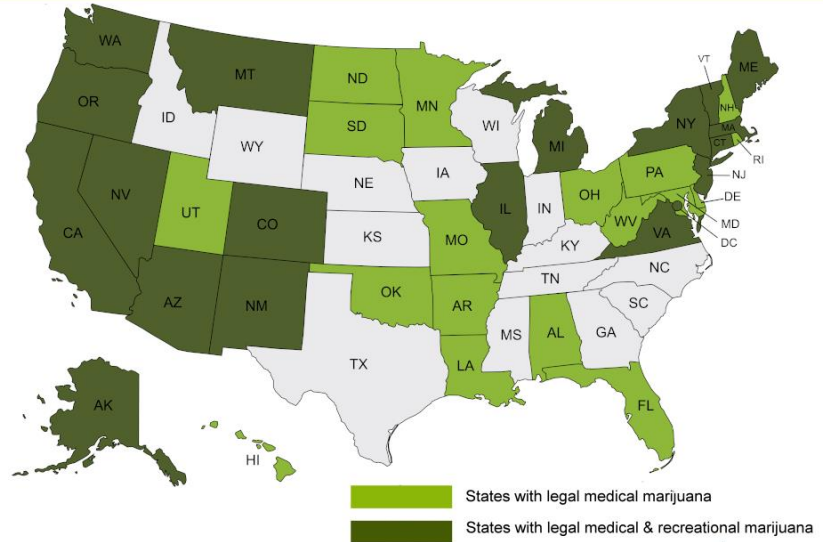 WA
MT
ND
MN
VT
ME
OR
ID
SD
WI
NH
NY
MA
WY
MI
CT
RI
NE
IA
PA
NJ
NV
UT
CO
IL
IN
OH
DE
WV
MD
CA
KS
MO
KY
VA
DC
NC
TN
AZ
NM
OK
AR
SC
MS
AL
GA
TX
LA
AK
FL
HI
States with legal medical marijuana
States with legal medical & recreational marijuana